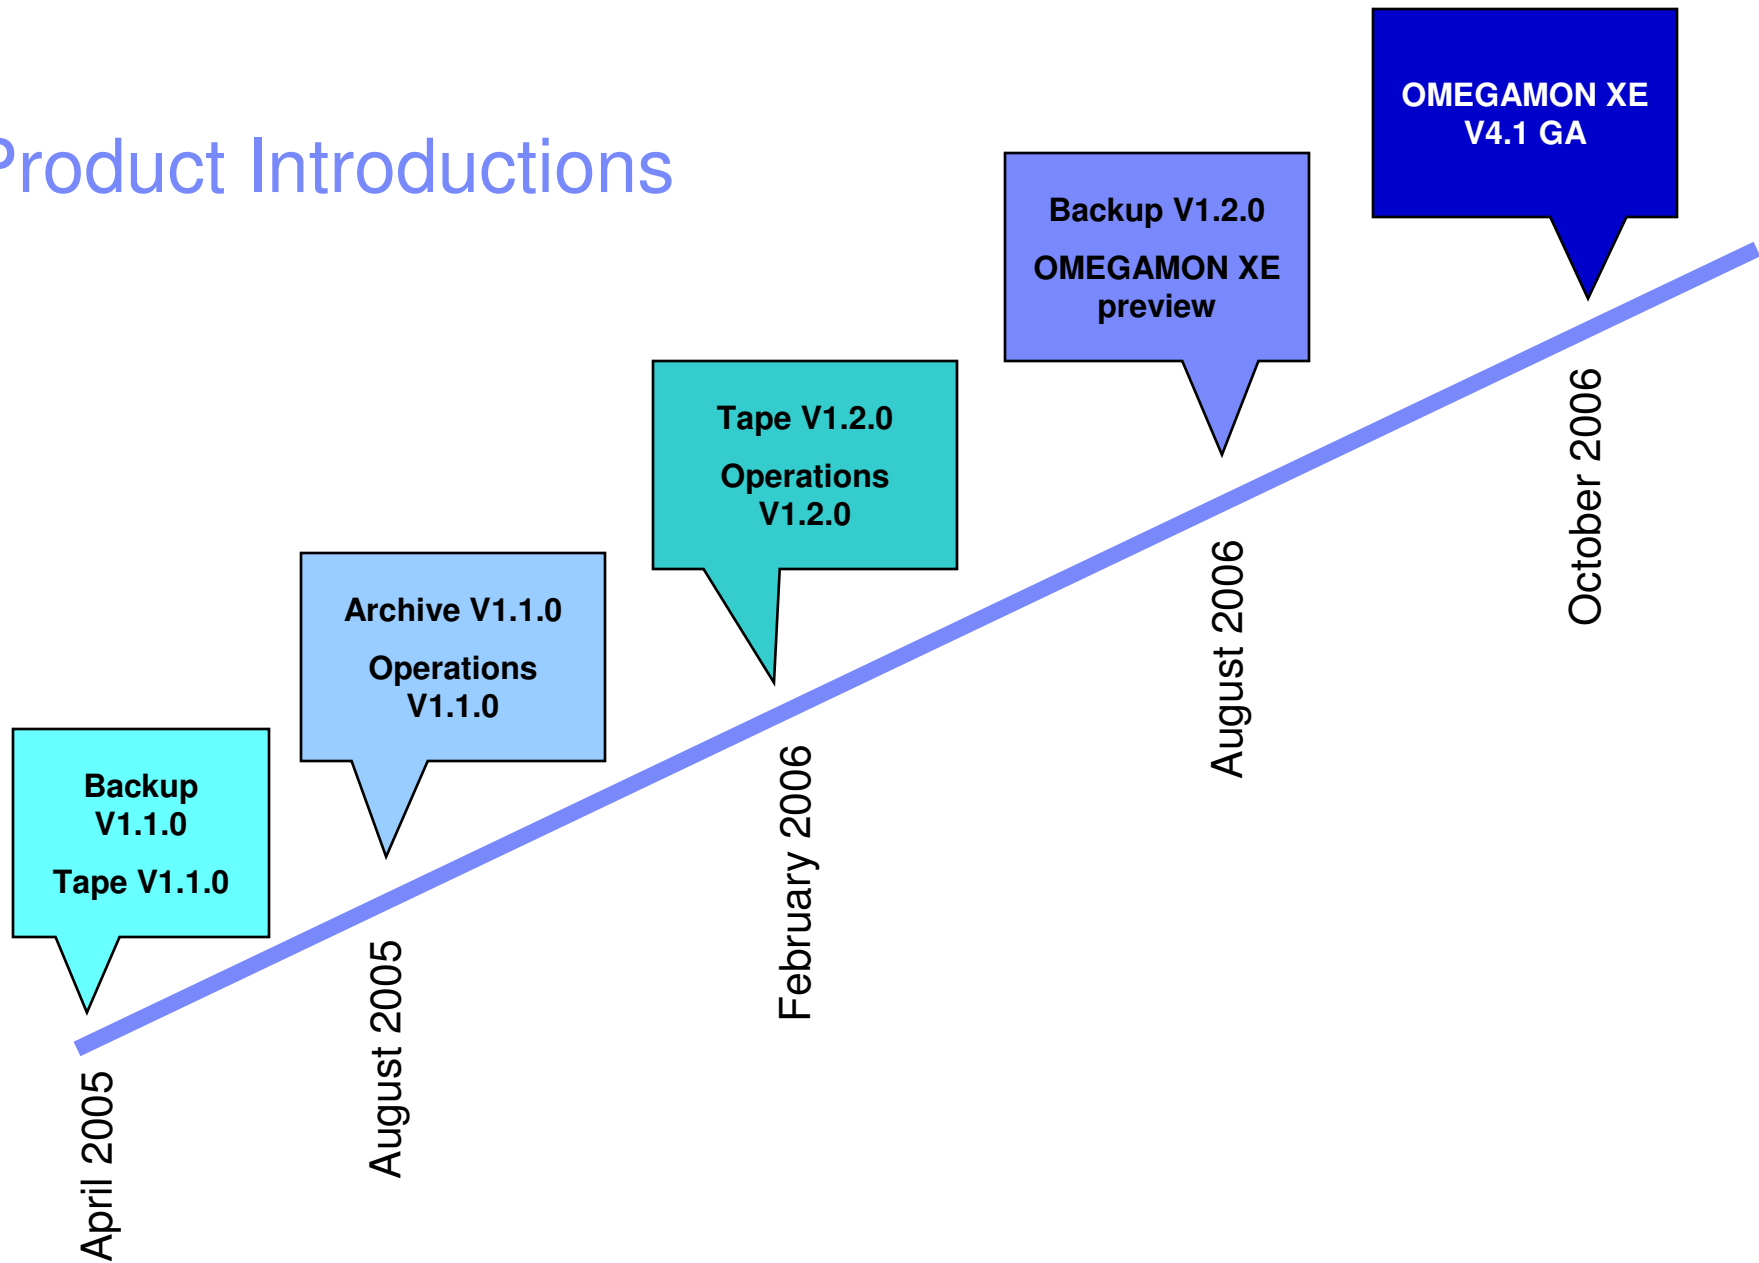 Product Introductions
OMEGAMON XE
V4.1 GA
Backup V1.2.0
OMEGAMON XE
preview
Tape V1.2.0
Operations
V1.2.0
Archive V1.1.0
Operations
V1.1.0
Backup
V1.1.0
Tape V1.1.0
April 2005
August 2005
February 2006
August 2006
October 2006